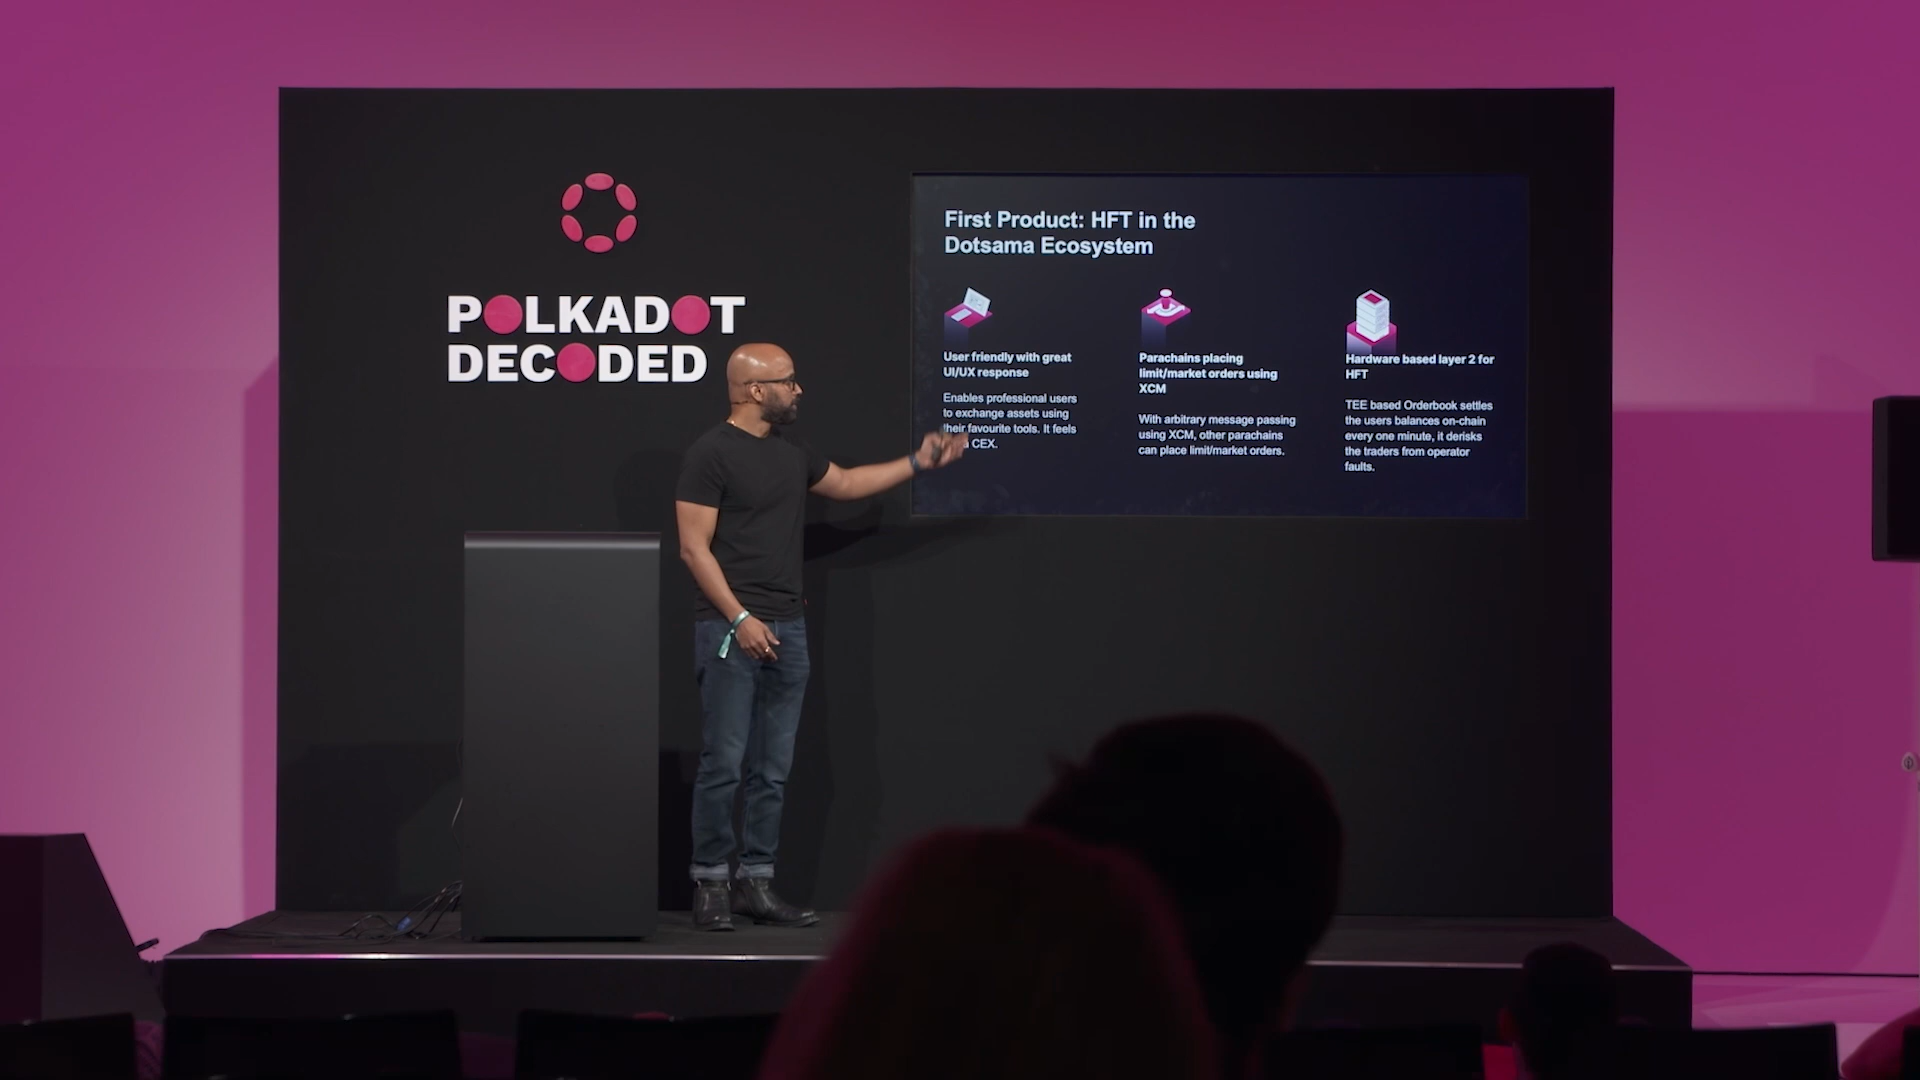 POLKADOT
DECODED
First Product: HFT in the
Dotsama Ecosystem
User friendly with great
UI/UX response
Enables professional users
to exchange assets using
their favourite tools. It feels
CEX.
Parachains placing
limit/market orders using
XCM
With arbitrary message passing
using XCM, other parachains
can place limit/market orders.
Hardware based layer 2 for
HFT
TEE based Orderbook settles
the users balances on-chain
every one minute, it derisks
the traders from operator
faults.